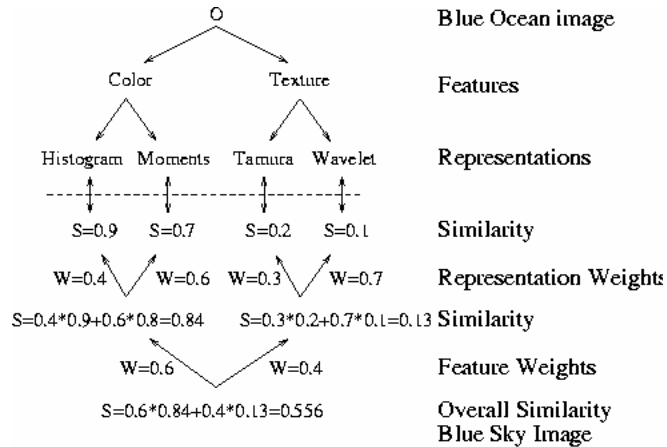 O Blue Ocean image
Color Texture Features
Histogram Moments Tamura Wavelet Representations
S=0.9 S=0.7 S=0.2 S=0.1 Similarity
W=0.4 W=0.6 W=0.3 W=0.7 Representation Weights
S=0.4*0.9+0.6*0.8=0.84 S=0.3*0.2+0.7*0.1=0.13 Similarity
W=0.6 W=0.4 Feature Weights
S=0.6*0.84+0.4*0.13=0.556 Overall Similarity
Blue Sky Image